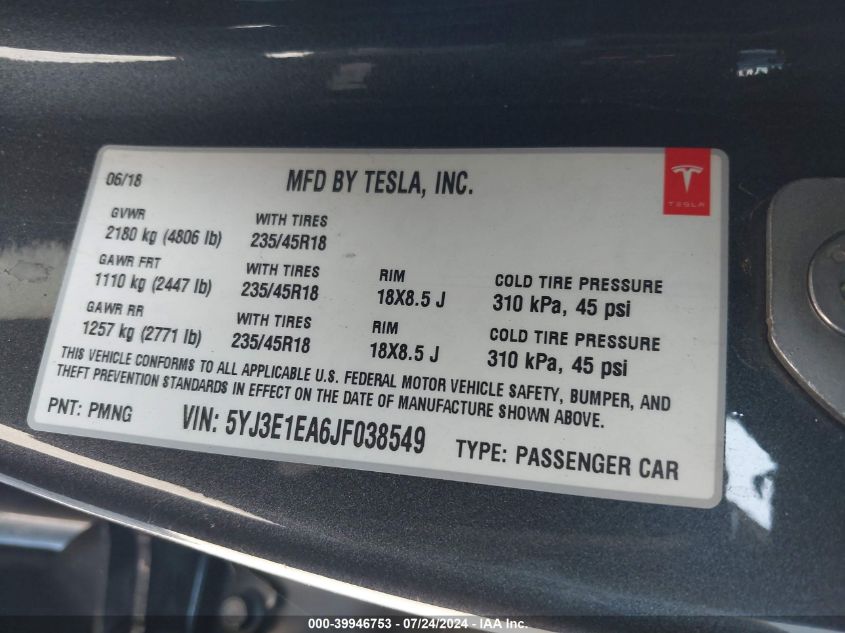 06/18
MFD BY TESLA, INC.
TESLA
GVWR
2180 kg (4806 lb)
WITH TIRES
235/45R18
GAWR FRT
1110 kg (2447 lb)
WITH TIRES
235/45R18
RIM
18X8.5 J
COLD TIRE PRESSURE
310 kPa, 45 psi
GAWR RR
1257 kg (2771 lb)
WITH TIRES
235/45R18
RIM
18X8.5 J
COLD TIRE PRESSURE
310 kPa, 45 psi
THIS VEHICLE CONFORMS TO ALL APPLICABLE U.S. FEDERAL MOTOR VEHICLE SAFETY, BUMPER, AND
THEFT PREVENTION STANDARDS IN EFFECT ON THE DATE OF MANUFACTURE SHOWN ABOVE.
PNT: PMNG
VIN: 5YJ3E1EA6JF038549
TYPE: PASSENGER CAR
000-39946753 - 07/24/2024 - IAA Inc.